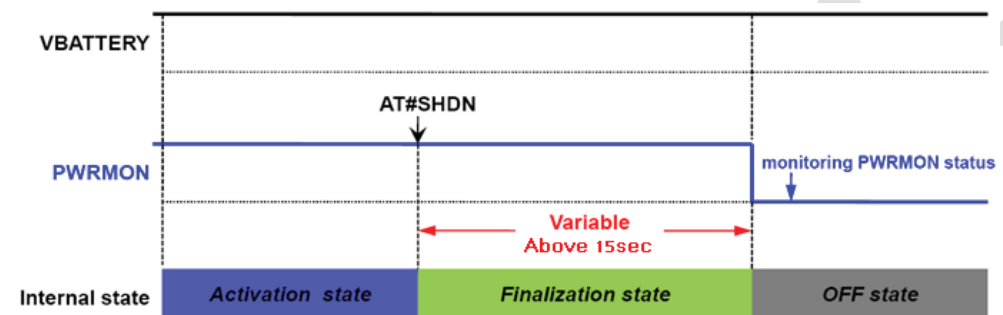 VBATTERY
AT#SHDN
PWRMON
monitoring PWRMON status
Variable
Above 15sec
Internal state
Activation state
Finalization state
OFF state